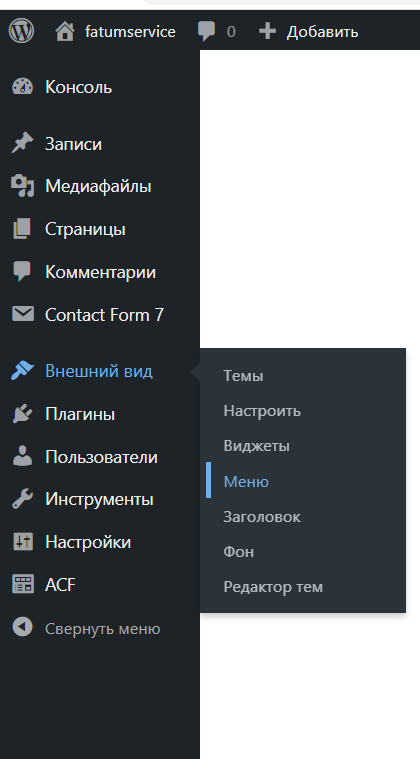 fatumservice 0 Добавить
Консоль
Записи
Медиафайлы
Страницы
Комментарии
Contact Form 7
Внешний вид
Темы
Настроить
Виджеты
Меню
Заголовок
Фон
Редактор тем
Плагины
Пользователи
Инструменты
Настройки
ACF
Свернуть меню